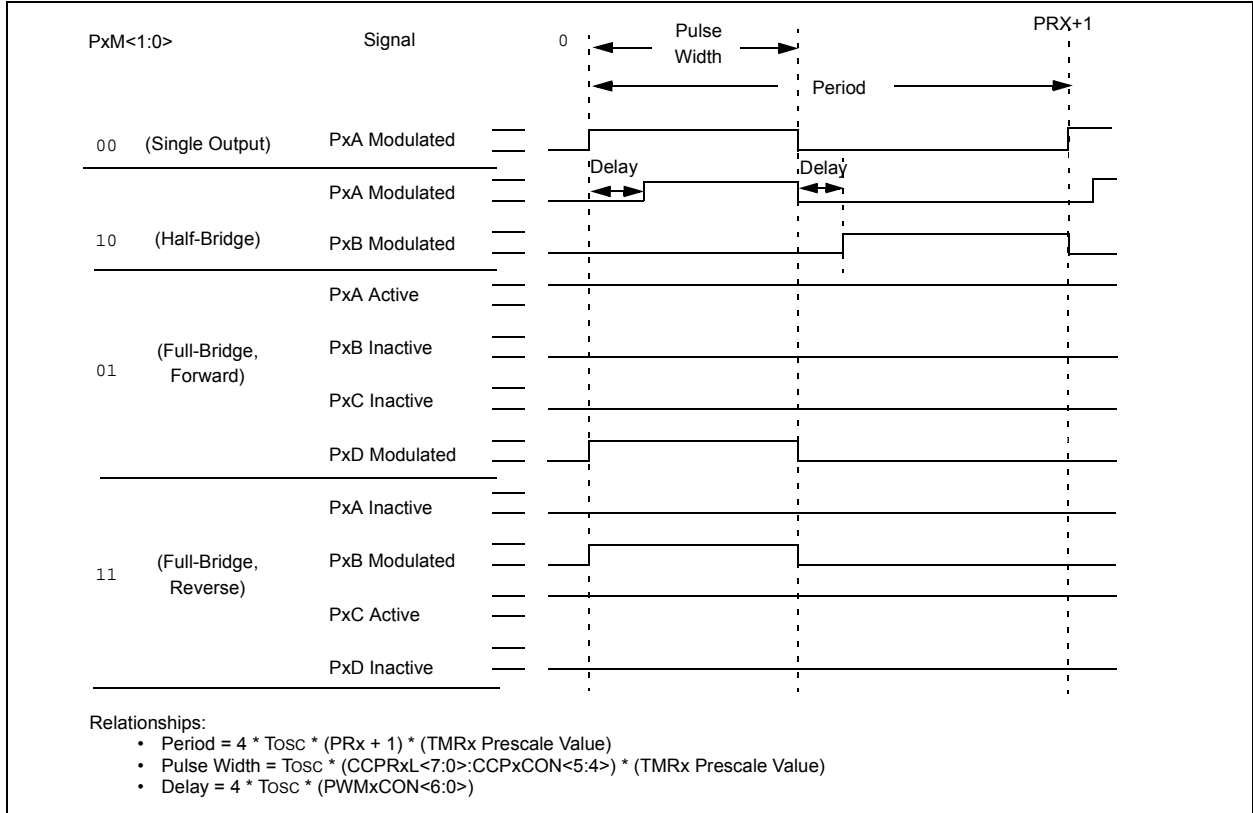 PxM<1:0>
Signal
0
Pulse
Width
PRX+1
Period
00
(Single Output)
PxA Modulated
Delay
Delay
PxA Modulated
10
(Half-Bridge)
PxB Modulated
PxA Active
01
(Full-Bridge,
Forward)
PxB Inactive
PxC Inactive
PxD Modulated
PxA Inactive
11
(Full-Bridge,
Reverse)
PxB Modulated
PxC Active
PxD Inactive
Relationships:
• Period = 4 * TOSC * (PRx + 1) * (TMRx Prescale Value)
• Pulse Width = TOSC * (CCPRxL<7:0>:CCPxCON<5:4>) * (TMRx Prescale Value)
• Delay = 4 * TOSC * (PWMxCON<6:0>)